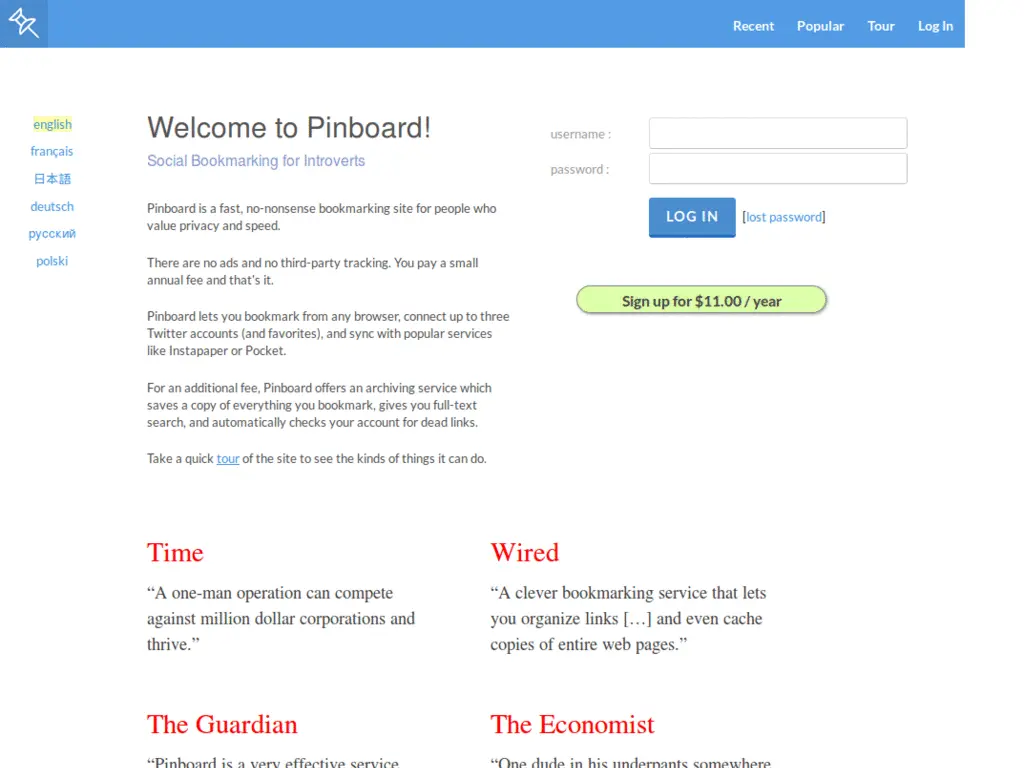 Recent Popular Tour Log In
english
français
日本語
deutsch
русский
polski
Welcome to Pinboard!
Social Bookmarking for Introverts
Pinboard is a fast, no-nonsense bookmarking site for people who
value privacy and speed.
There are no ads and no third-party tracking. You pay a small
annual fee and that's it.
Pinboard lets you bookmark from any browser, connect up to three
Twitter accounts (and favorites), and sync with popular services
like Instapaper or Pocket.
For an additional fee, Pinboard offers an archiving service which
saves a copy of everything you bookmark, gives you full-text
search, and automatically checks your account for dead links.
Take a quick tour of the site to see the kinds of things it can do.
username :
password :
LOG IN [lost password]
Sign up for $11.00 / year
Time
“A one-man operation can compete
against million dollar corporations and
thrive.”
Wired
“A clever bookmarking service that lets
you organize links […] and even cache
copies of entire web pages.”
The Guardian
“Pinboard is a very effective service
The Economist
“One dude in his underpants somewhere